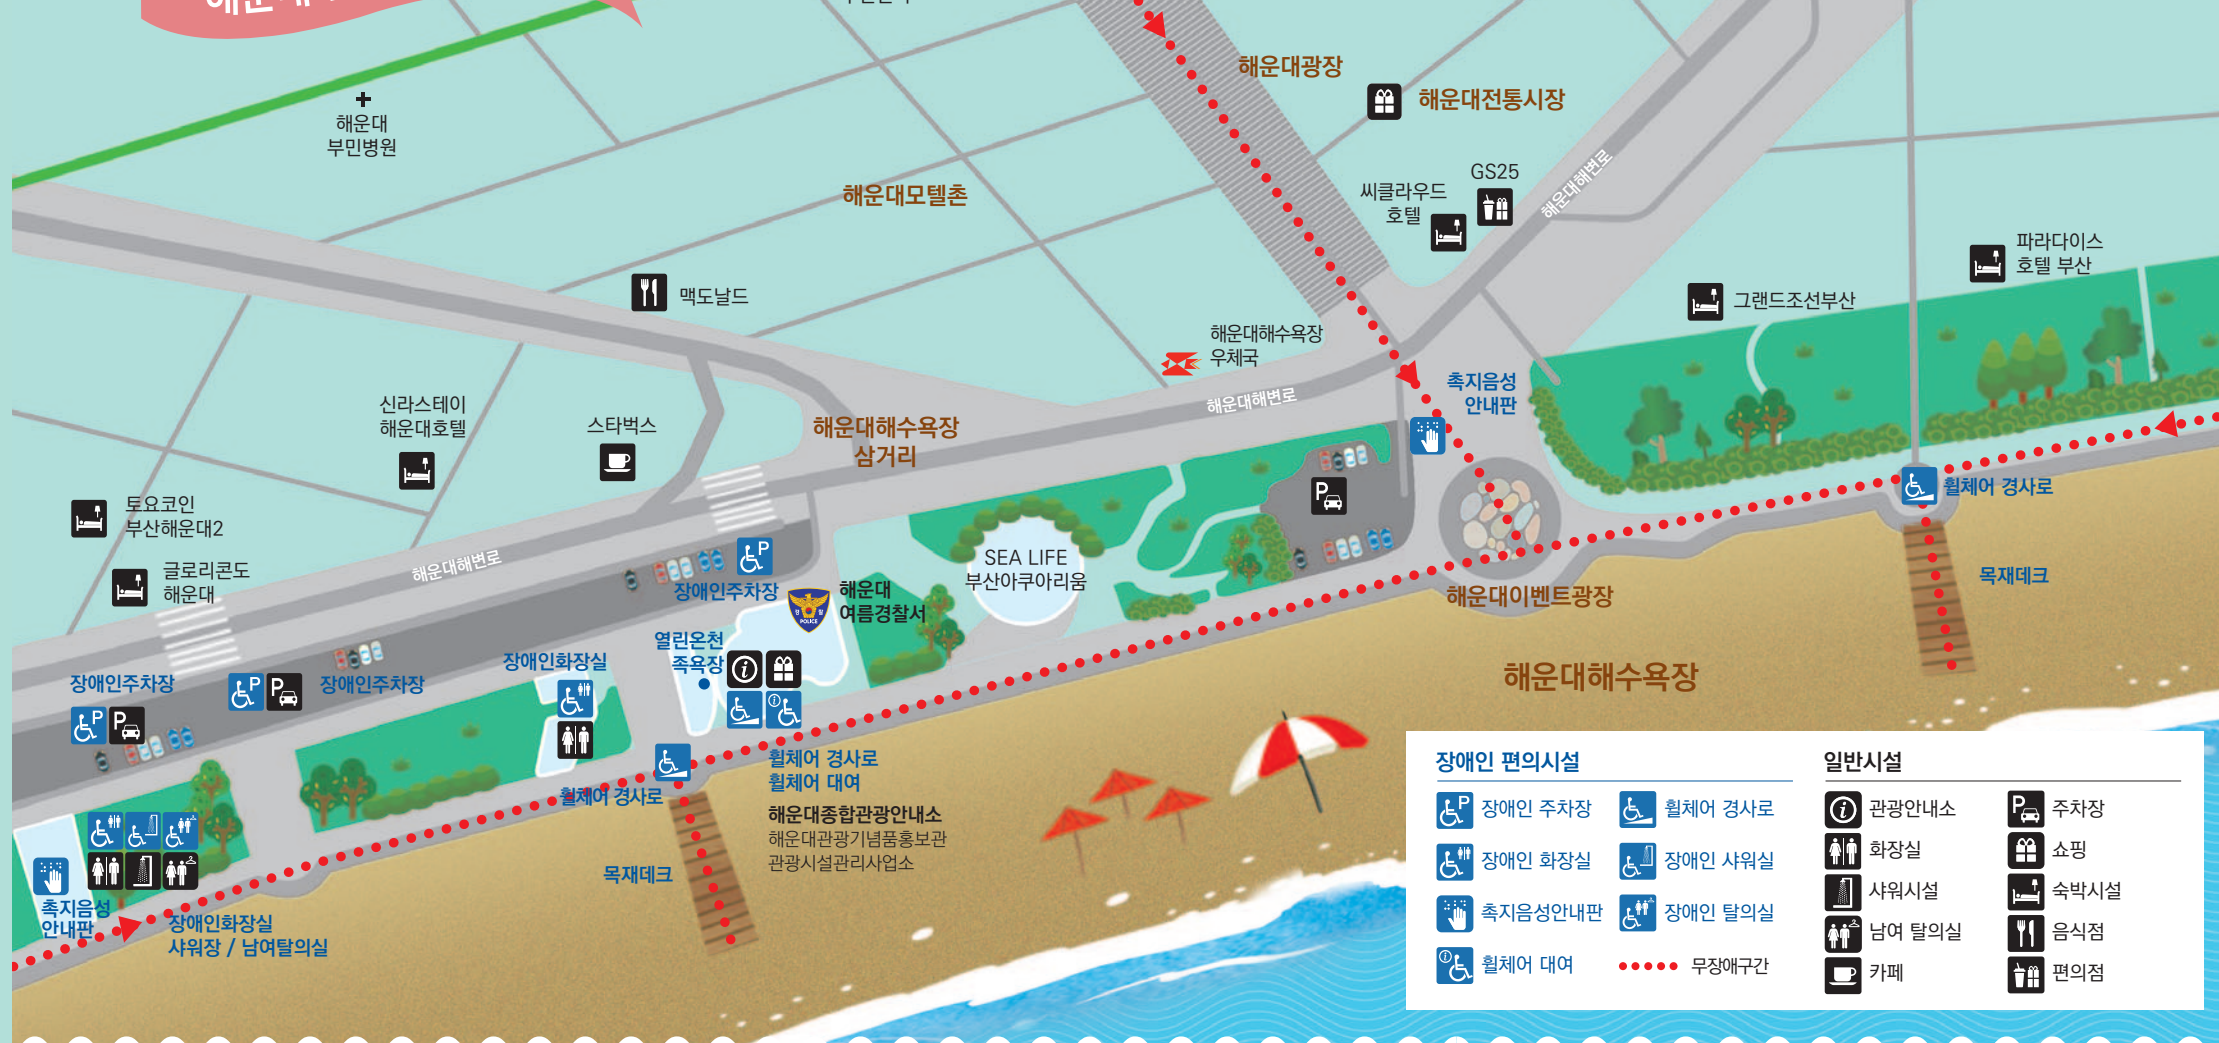 해운대
부민병원
해운대광장
해운대전통시장
해운대모텔촌
GS25
씨클라우드
호텔
해운대해변로
파라다이스
호텔 부산
그랜드조선부산
맥도날드
해운대해수욕장
우체국
해운대해변로
촉지음성
안내판
신라스테이
해운대호텔
스타벅스
해운대해수욕장
삼거리
토요코인
부산해운대2
글로리콘도
해운대
해운대해변로
P
장애인주차장
POLICE
해운대
여름경찰서
SEA LIFE
부산아쿠아리움
P
휠체어 경사로
목재데크
해운대이벤트광장
해운대해수욕장
열린온천
족욕장
장애인화장실
장애인주차장
P
P
장애인주차장
P
P
휠체어 경사로
휠체어 경사로
휠체어 대여
해운대종합관광안내소
해운대관광기념품홍보관
관광시설관리사업소
목재데크
촉지음성
안내판
장애인화장실
샤워장 / 남여탈의실
장애인 편의시설
P
장애인 주차장
휠체어 경사로
장애인 화장실
장애인 샤워실
촉지음성안내판
장애인 탈의실
휠체어 대여
무장애구간
일반시설
관광안내소
P
주차장
화장실
쇼핑
샤워시설
숙박시설
남여 탈의실
음식점
카페
편의점